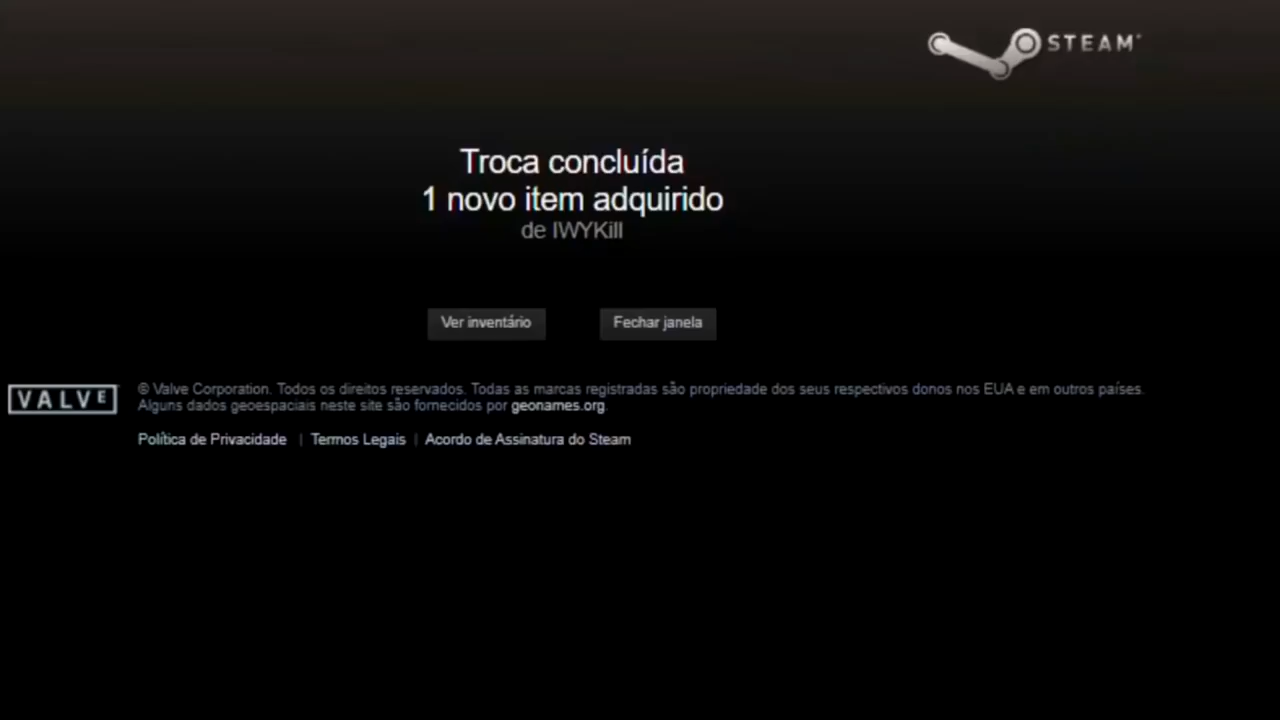 STEAM
Troca concluída
1 novo item adquirido
de IWYKill
Ver inventário
Fechar janela
VALVE
© Valve Corporation. Todos os direitos reservados. Todas as marcas registradas são propriedade dos seus respectivos donos nos EUA e em outros países.
Alguns dados geoespaciais neste site são fornecidos por geonames.org.
Política de Privacidade | Termos Legais | Acordo de Assinatura do Steam